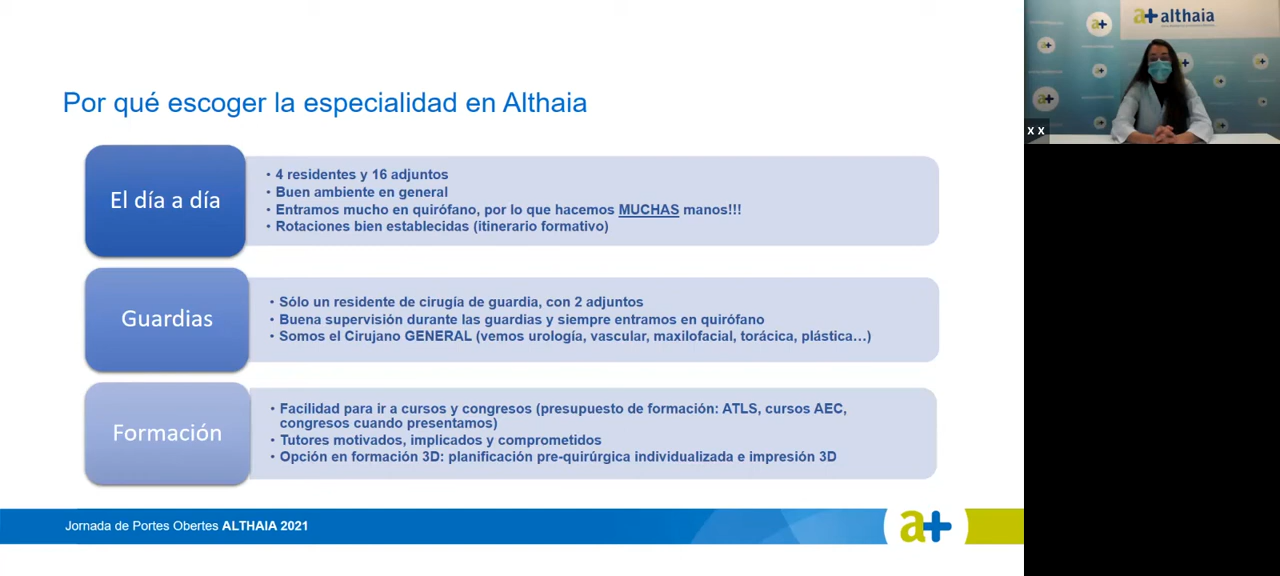 Por qué escoger la especialidad en Althaia
El día a día
• 4 residentes y 16 adjuntos
• Buen ambiente en general
• Entramos mucho en quirófano, por lo que hacemos MUCHAS manos!!!
• Rotaciones bien establecidas (itinerario formativo)
Guardias
• Sólo un residente de cirugía de guardia, con 2 adjuntos
• Buena supervisión durante las guardias y siempre entramos en quirófano
• Somos el Cirujano GENERAL (vemos urología, vascular, maxilofacial, torácica, plástica...)
Formación
• Facilidad para ir a cursos y congresos (presupuesto de formación: ATLS, cursos AEC,
congresos cuando presentamos)
• Tutores motivados, implicados y comprometidos
• Opción en formación 3D: planificación pre-quirúrgica individualizada e impresión 3D
Jornada de Portes Obertes ALTHAIA 2021
a+
a+ althaia
x x